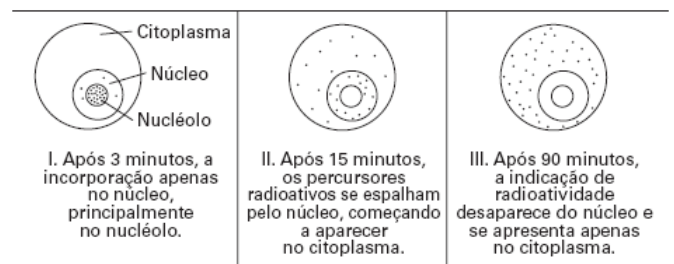 Citoplasma
Núcleo
Nucléolo
I. Após 3 minutos, a
incorporação apenas
no núcleo,
principalmente
no nucléolo.
II. Após 15 minutos,
os percursores
radioativos se espalham
pelo núcleo, começando
a aparecer
no citoplasma.
III. Após 90 minutos,
a indicação de
radioatividade
desaparece do núcleo e
se apresenta apenas
no citoplasma.